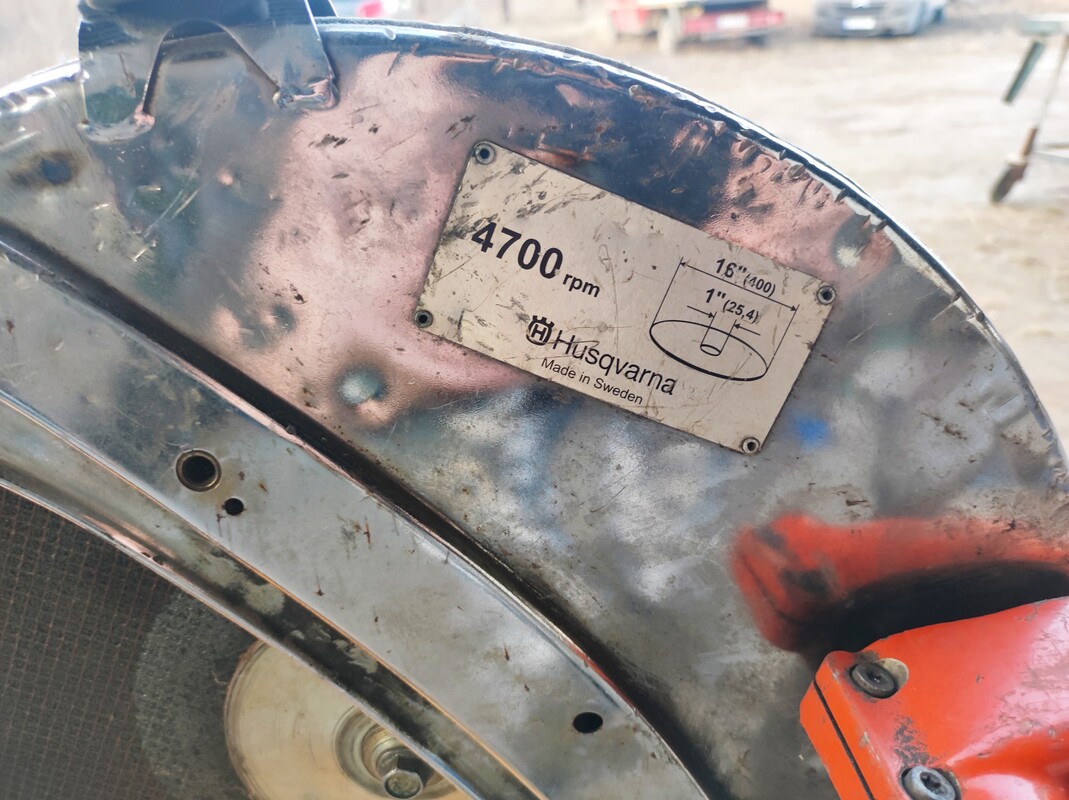 4700 rpm
16"(400)
1"(25,4)
Husqvarna
Made in Sweden